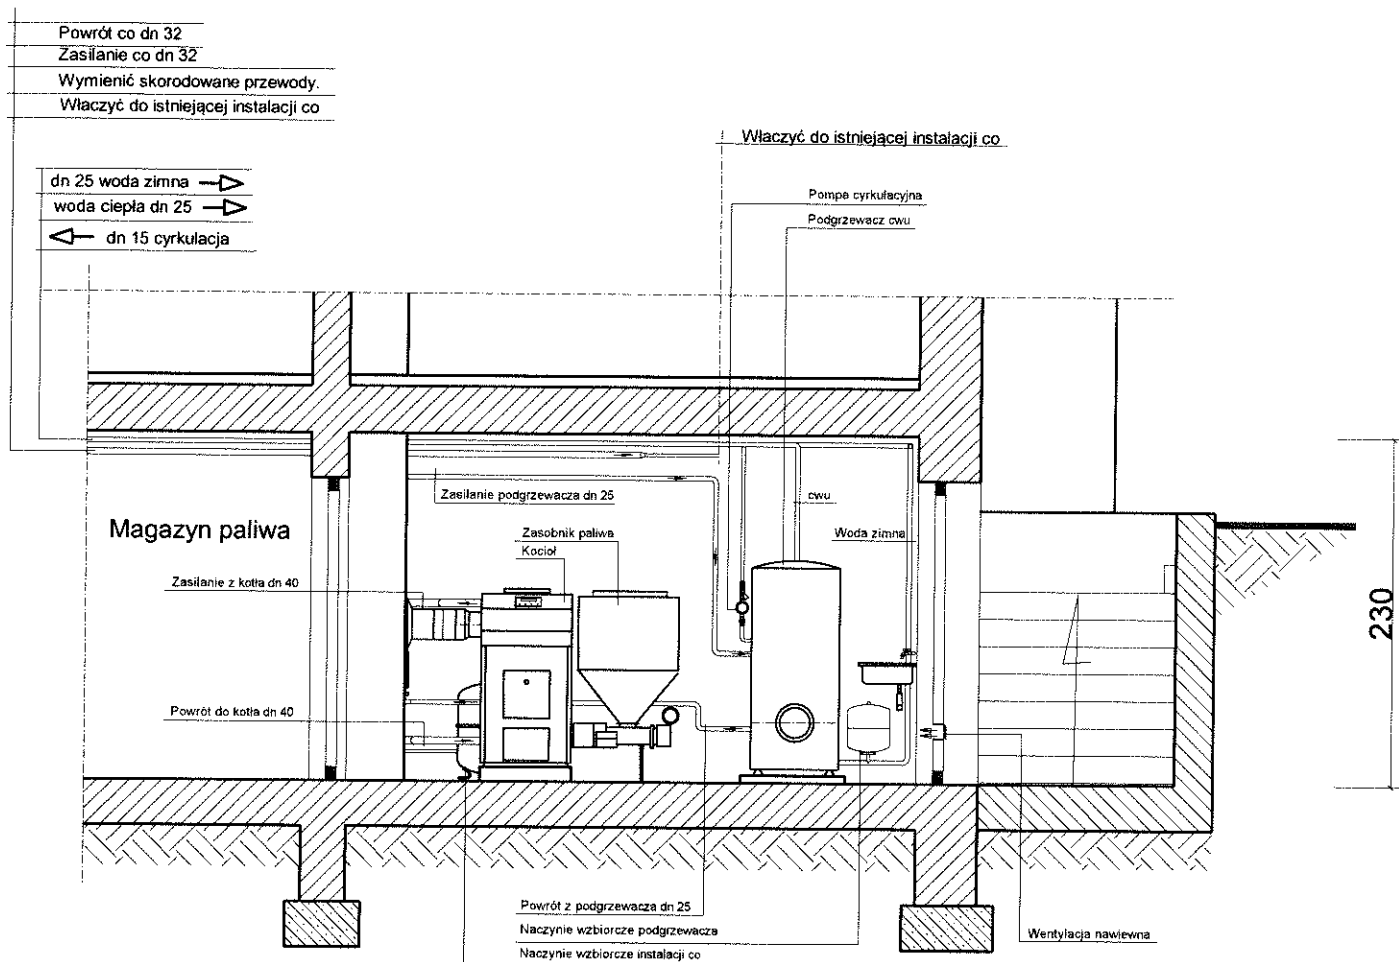 Powrót co dn 32
Zasilanie co dn 32
Wymienić skorodowane przewody.
Właczyć do istniejącej instalacji co
Właczyć do istniejącej instalacji co
dn 25 woda zimna
woda ciepła dn 25
dn 15 cyrkulacja
Pompa cyrkulacyjna
Podgrzewacz cwu
Zasilanie podgrzewacza dn 25
cwu
Magazyn paliwa
Zasobnik paliwa
Kocioł
Woda zimna
Zasilanie z kotła dn 40
230
Powrót do kotła dn 40
Powrót z podgrzewacza dn 25
Naczynie wzbiorcze podgrzewacza
Naczynie wzbiorcze instalacji co
Wentylacja nawiewna